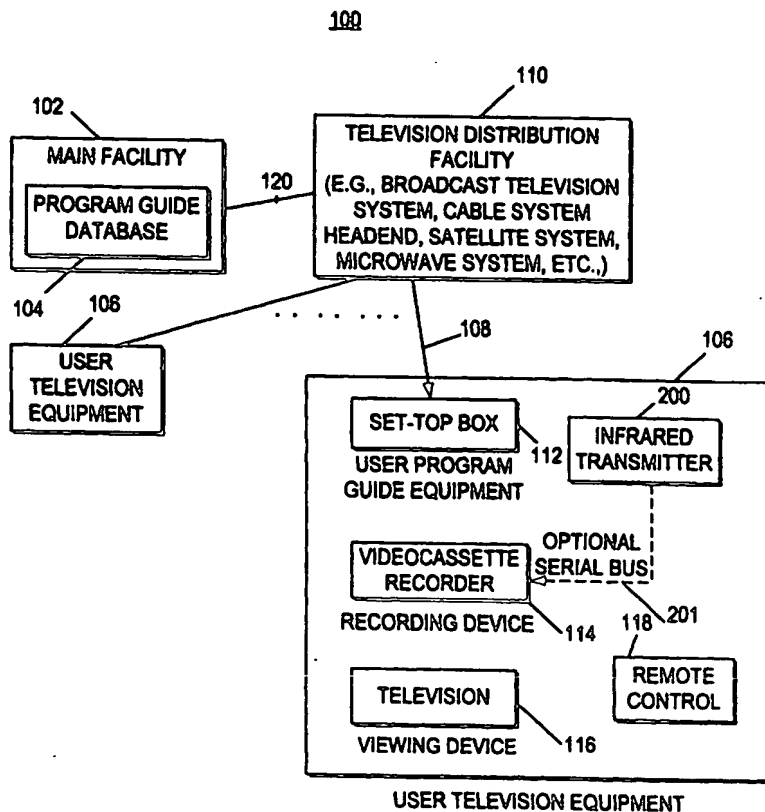 100
110
102
TELEVISION DISTRIBUTION
FACILITY
(E.G., BROADCAST TELEVISION
SYSTEM, CABLE SYSTEM
HEADEND, SATELLITE SYSTEM,
MICROWAVE SYSTEM, ETC.,)
MAIN FACILITY
PROGRAM GUIDE
DATABASE
120
104
106
USER
TELEVISION
EQUIPMENT
108
106
200
SET-TOP BOX
112
INFRARED
TRANSMITTER
USER PROGRAM
GUIDE EQUIPMENT
OPTIONAL
SERIAL BUS
VIDEOCASSETTE
RECORDER
RECORDING DEVICE
114
201
118
REMOTE
CONTROL
TELEVISION
VIEWING DEVICE
116
USER TELEVISION EQUIPMENT